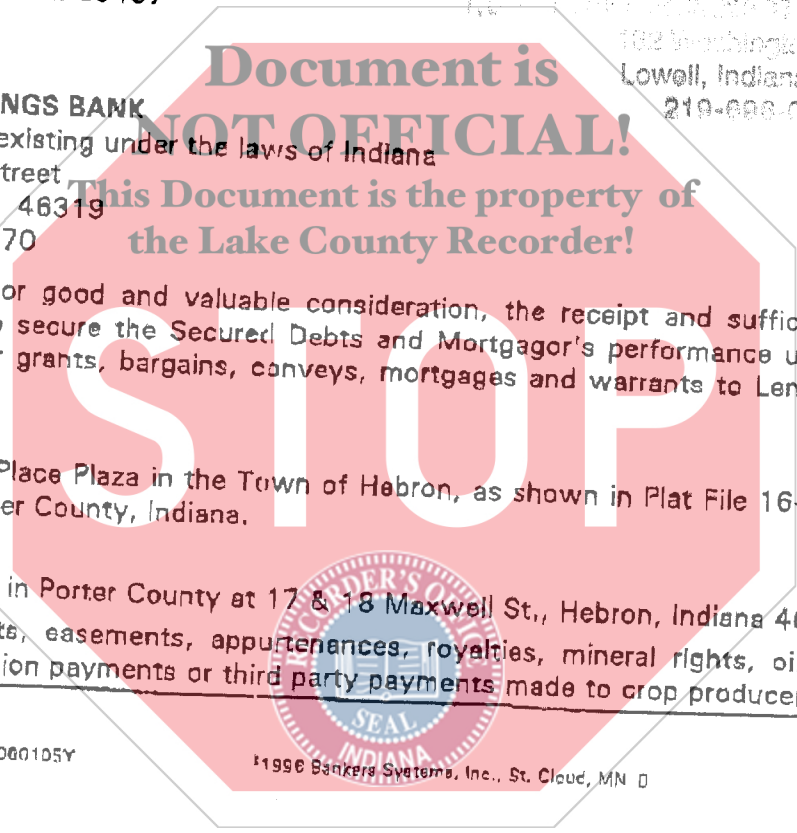 Document is
Lowell, Indiana
NGS BANK
NOT OFFICIAL!
existing under the laws of Indiana
treet
This Document is the property of
46319
the Lake County Recorder!
70
or good and valuable consideration, the receipt and suffic
secure the Secured Debts and Mortgagor's performance u
grants, bargains, conveys, mortgages and warrants to Len
STOP
Place Plaza in the Town of Hebron, as shown in Plat File 16-
er County, Indiana.
in Porter County at 17 & 18 Maxwell St,, Hebron, Indiana 46
ts, easements, appurtenances, royalties, mineral rights, oi
ion payments or third party payments made to crop producer
RECORDER'S OFFICE
SEAL
INDIANA
000105Y
1996 Bankers Systems, Inc., St. Cloud, MN